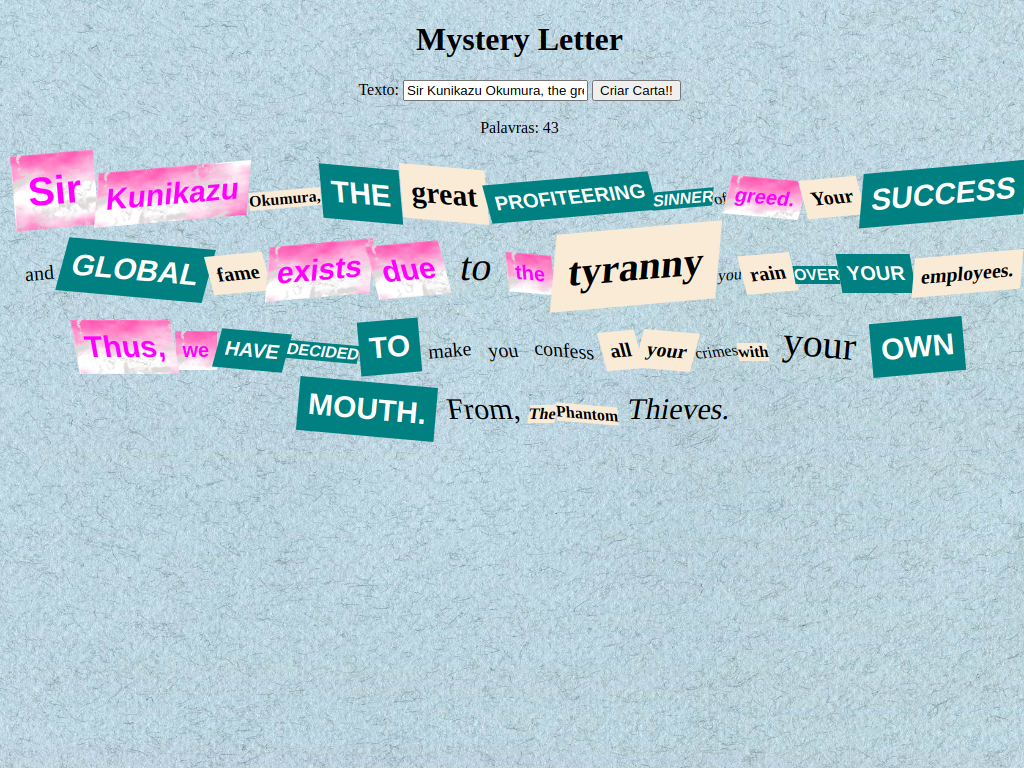 Mystery Letter
Texto: Sir Kunikazu Okumura, the gre Criar Carta!!
Palavras: 43
Sir Kunikazu Okumura, THE great PROFITEERING SINNER of greed. Your SUCCESS
and GLOBAL fame exists due to the tyranny you rain OVER YOUR employees.
Thus, we HAVE DECIDED TO make you confess all your crimes with your OWN
MOUTH. From, The Phantom Thieves.